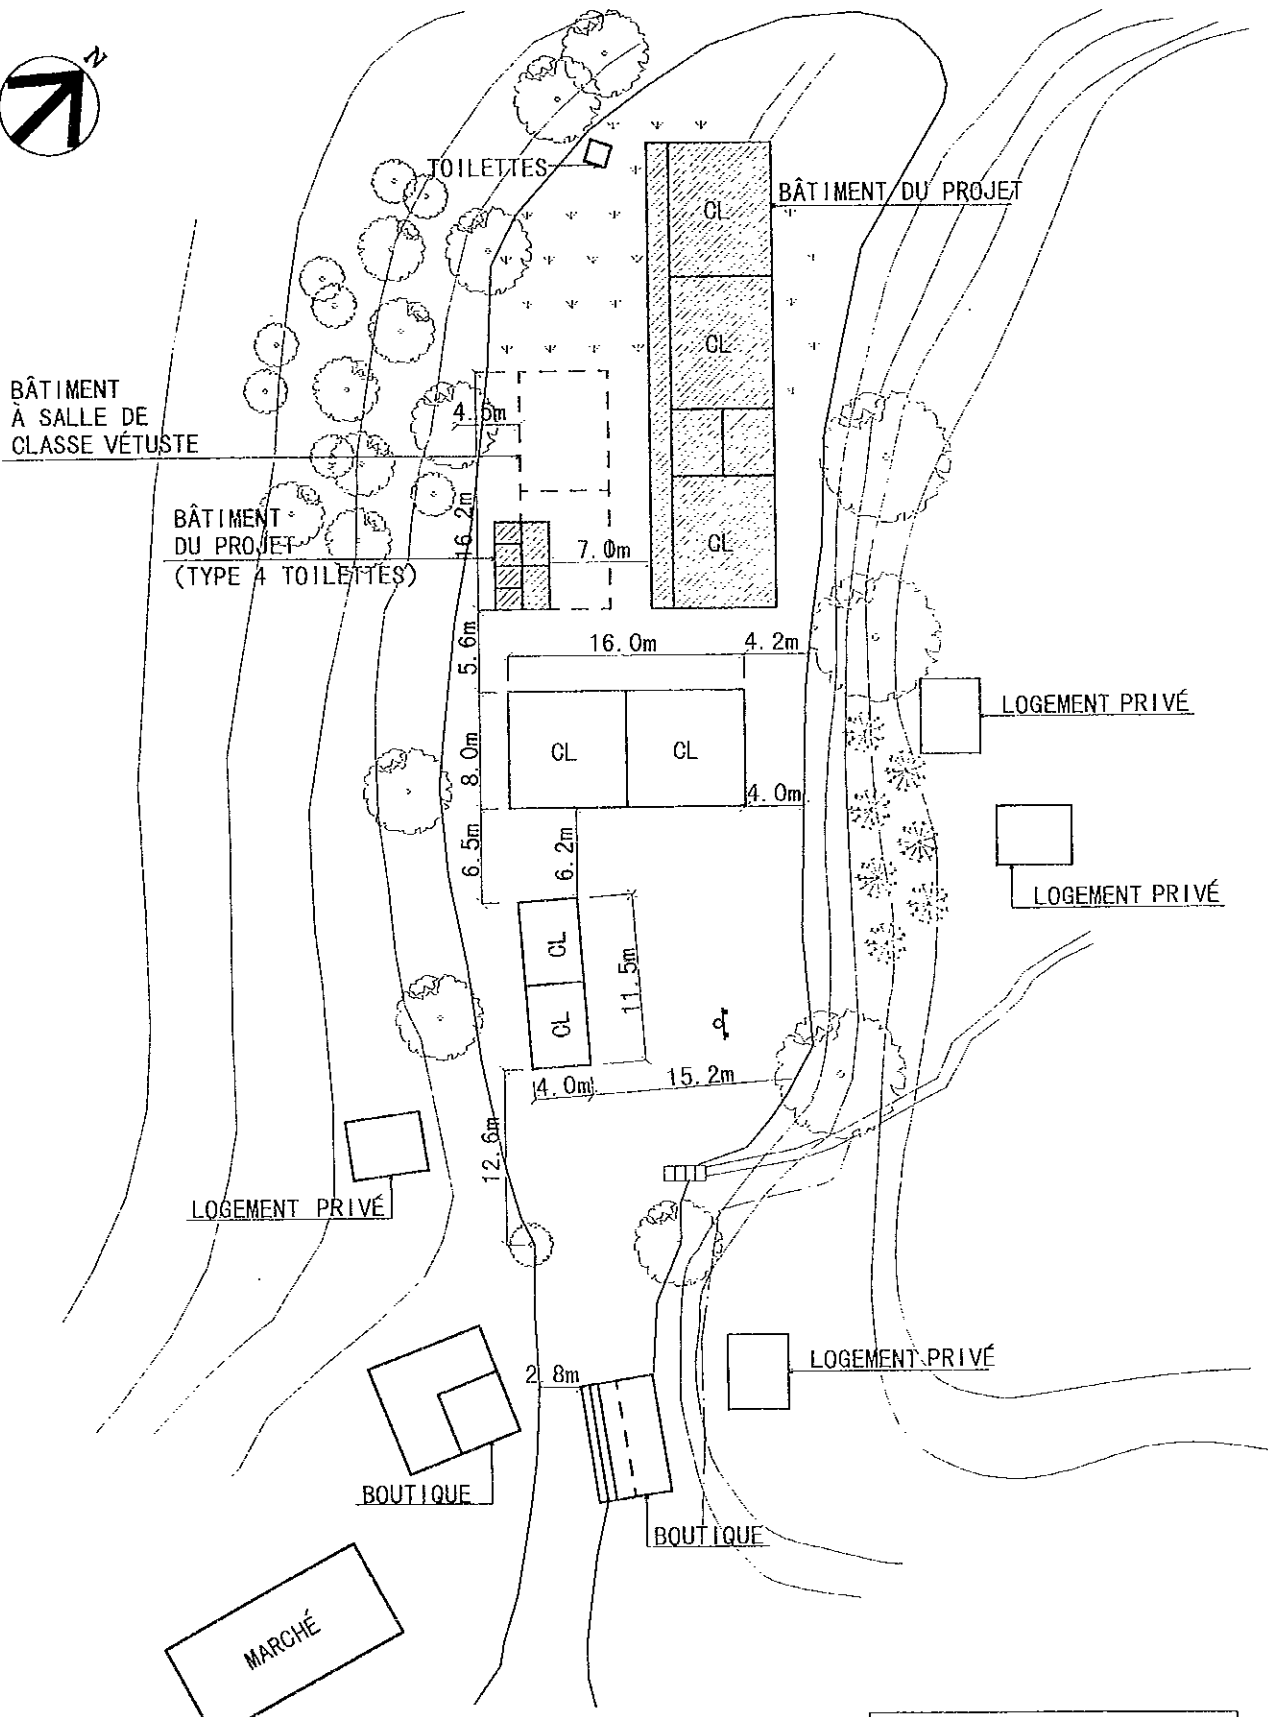 N
TOILETTES
BÂTIMENT DU PROJET
CL
CL
BÂTIMENT
À SALLE DE
CLASSE VÉTUSTE
4.5m
16.2m
BÂTIMENT
DU PROJET
(TYPE 4 TOILETTES)
7.0m
CL
5.6m
16.0m
4.2m
LOGEMENT PRIVÉ
8.0m
CL
CL
4.0m
6.5m
6.2m
LOGEMENT PRIVÉ
CL
11.5m
CL
4.0m
15.2m
12.6m
LOGEMENT PRIVÉ
LOGEMENT PRIVÉ
2.8m
BOUTIQUE
BOUTIQUE
MARCHÉ